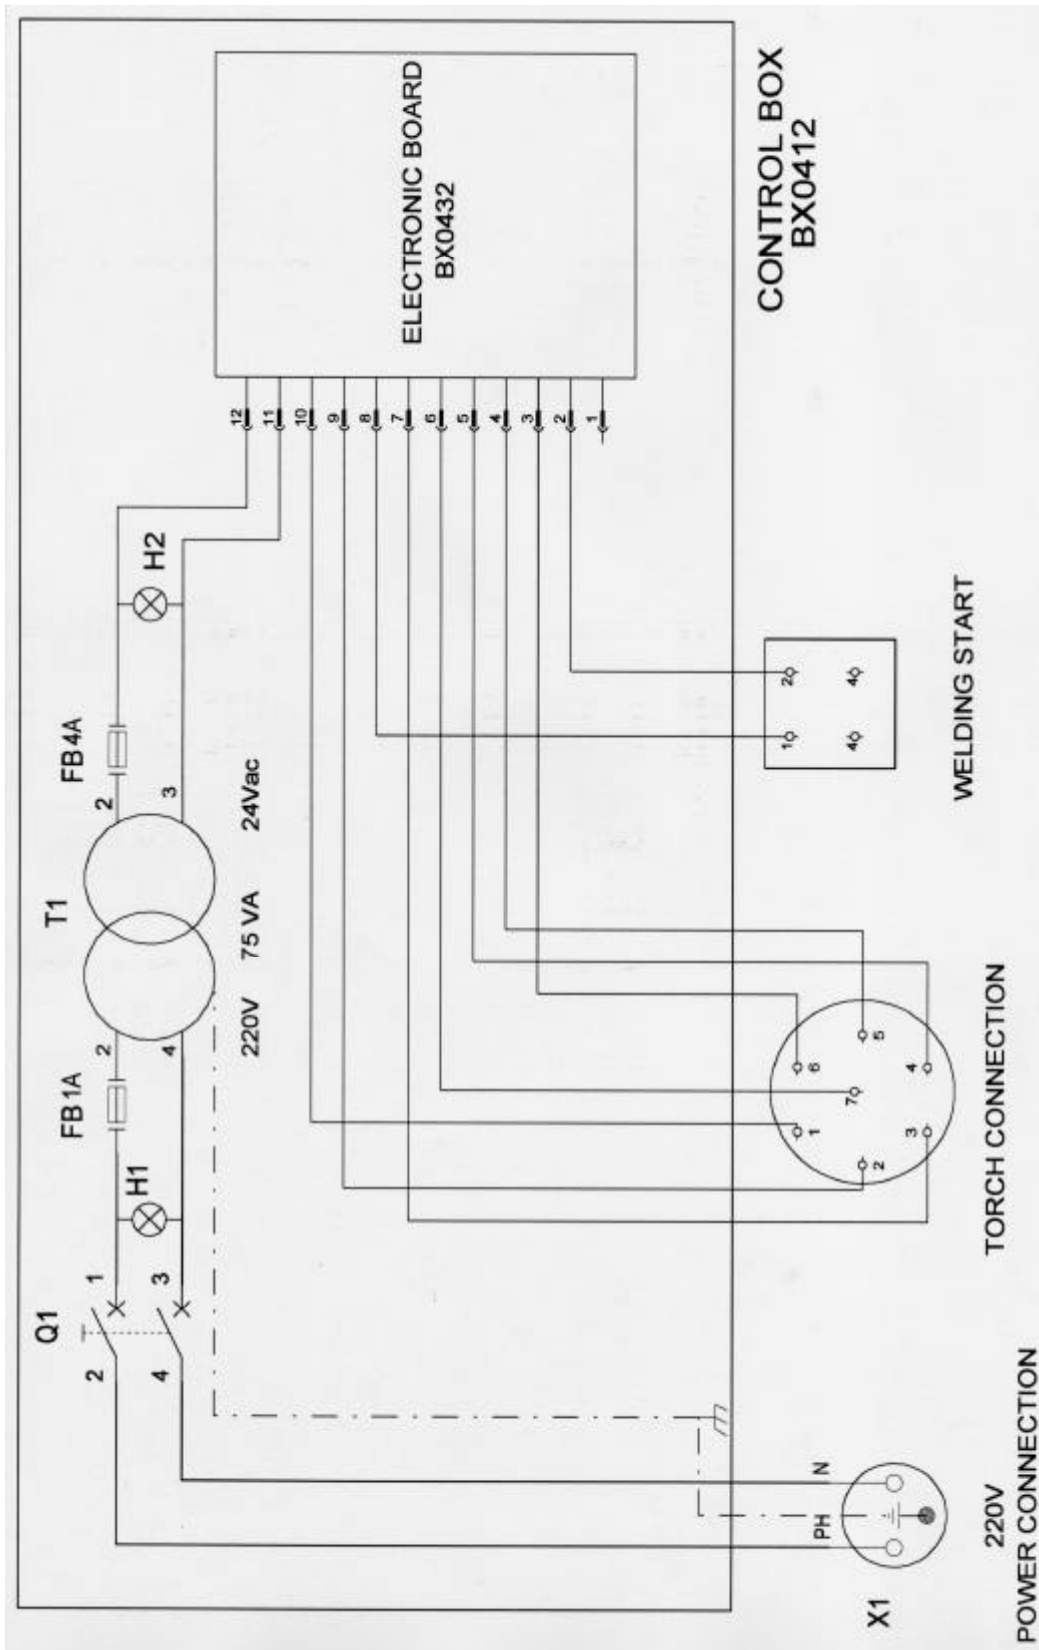 Q1
T1
FB1A
FB4A
2 1
2
2
H1
H2
4 3
4
3
220V 75 VA 24Vac
12
11
10
9
8
7
6
5
4
3
2
1
ELECTRONIC BOARD
BX0432
CONTROL BOX
BX0412
PH
N
X1
220V
POWER CONNECTION
1
6
7
2
5
3
4
TORCH CONNECTION
1 2
4 4
WELDING START